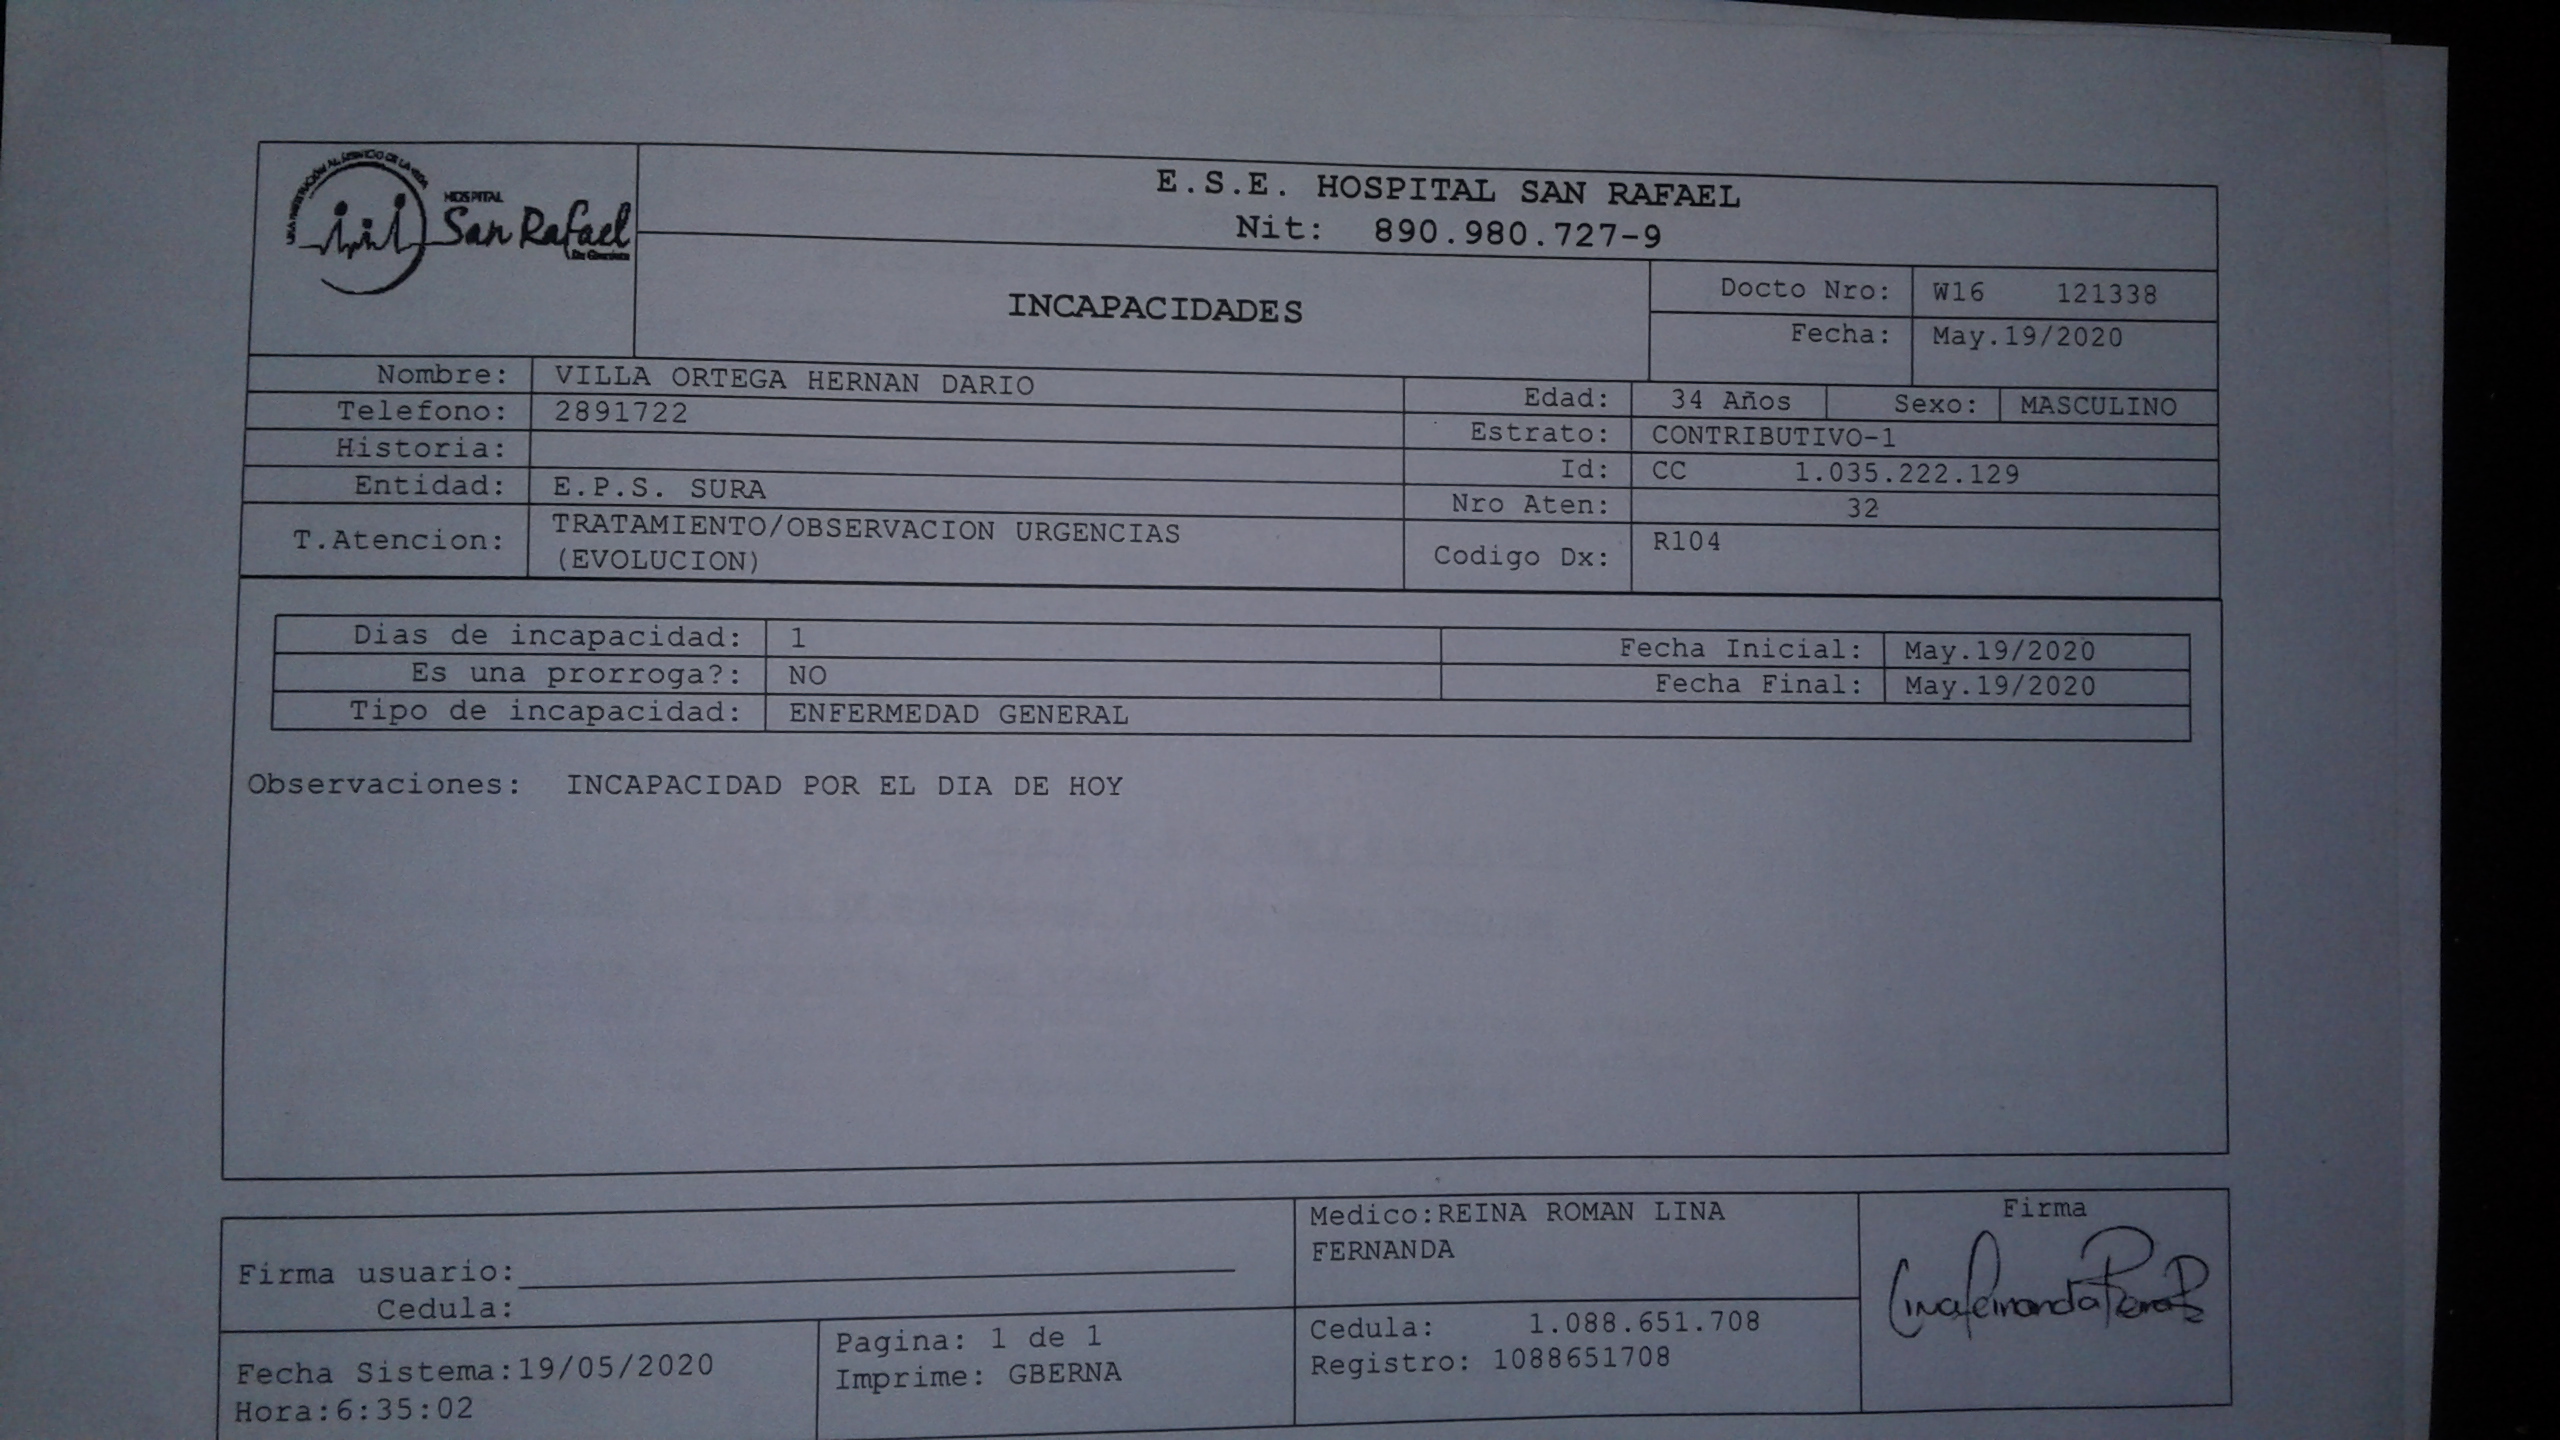 HOSPITAL
San Rafael
E.S.E. HOSPITAL SAN RAFAEL
Nit: 890.980.727-9
INCAPACIDADES
Docto Nro: W16 121338
Fecha: May.19/2020
Nombre: VILLA ORTEGA HERNAN DARIO
Edad: 34 Años Sexo: MASCULINO
Telefono: 2891722
Estrato: CONTRIBUTIVO-1
Historia:
Id: CC 1.035.222.129
Entidad: E.P.S. SURA
Nro Aten: 32
T.Atencion: TRATAMIENTO/OBSERVACION URGENCIAS
(EVOLUCION)
Codigo Dx: R104
Dias de incapacidad: 1 Fecha Inicial: May.19/2020
Es una prorroga?: NO Fecha Final: May.19/2020
Tipo de incapacidad: ENFERMEDAD GENERAL
Observaciones: INCAPACIDAD POR EL DIA DE HOY
Firma usuario:
Cedula:
Medico:REINA ROMAN LINA
FERNANDA
Cedula: 1.088.651.708
Registro: 1088651708
Firma
Fecha Sistema:19/05/2020
Hora:6:35:02
Pagina: 1 de 1
Imprime: GBERNA